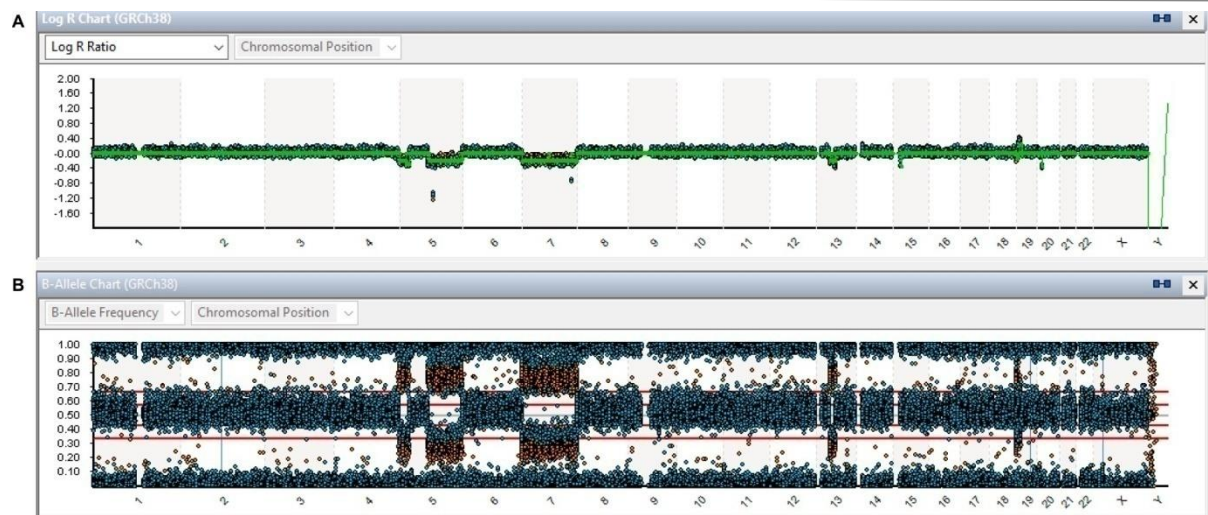 A
Log R Chart (GRCh38)
Log R Ratio Chromosomal Position
2.00
1.60
1.20
0.80
0.40
-0.00
-0.40
-0.80
-1.20
-1.60
1 2 3 4 5 6 7 8 9 10 11 12 13 14 15 16 17 18 19 20 21 22 X Y
B
B-Allele Chart (GRCh38)
B-Allele Frequency Chromosomal Position
1.00
0.90
0.80
0.70
0.60
0.50
0.40
0.30
0.20
0.10
1 2 3 4 5 6 7 8 9 10 11 12 13 14 15 16 17 18 19 20 21 22 X Y